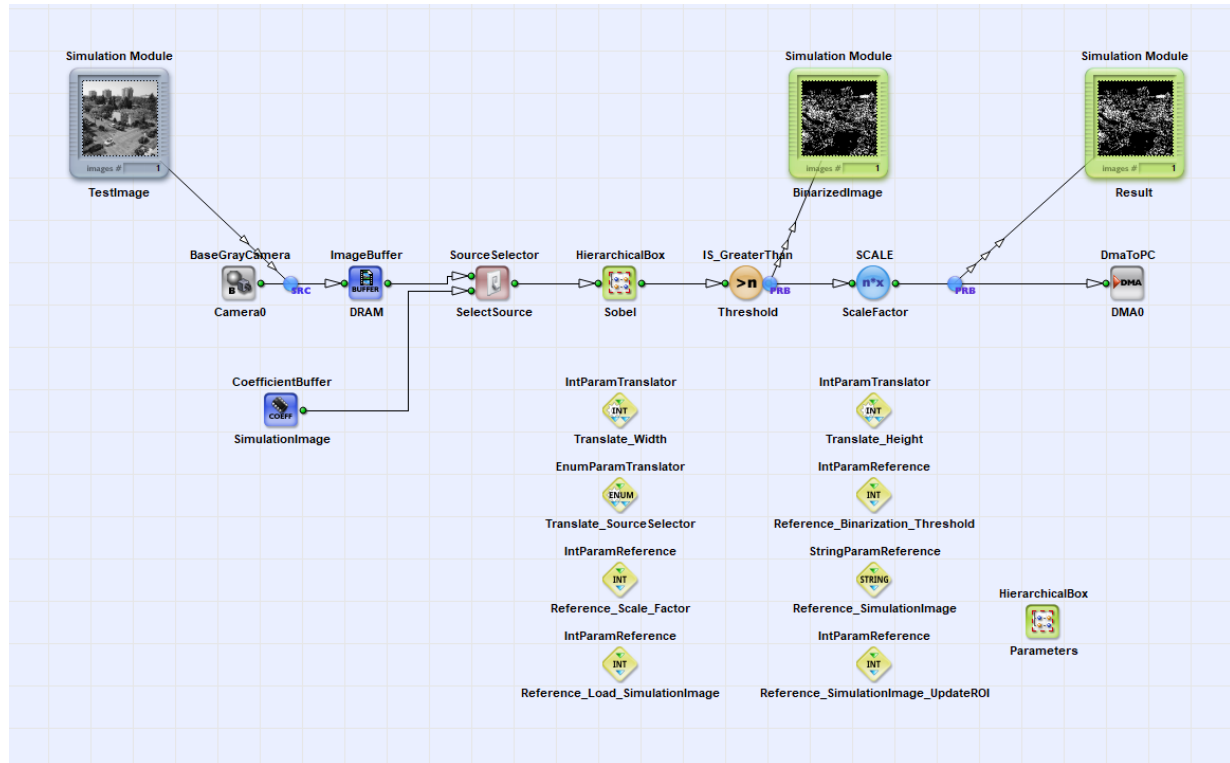 Simulation Module
Simulation Module
Simulation Module
images # 1
images # 1
images # 1
TestImage
BinarizedImage
Result
BaseGrayCamera
ImageBuffer
SourceSelector
HierarchicalBox
IS_GreaterThan
SCALE
DmaToPC
B
SRC
BUFFER
>n
PRB
n*x
PRB
DMA
Camera0
DRAM
SelectSource
Sobel
Threshold
ScaleFactor
DMA0
CoefficientBuffer
COEFF
SimulationImage
IntParamTranslator
IntParamTranslator
INT
INT
Translate_Width
Translate_Height
EnumParamTranslator
IntParamReference
ENUM
INT
Translate_SourceSelector
Reference_Binarization_Threshold
IntParamReference
StringParamReference
INT
STRING
Reference_Scale_Factor
Reference_SimulationImage
HierarchicalBox
Parameters
IntParamReference
IntParamReference
INT
INT
Reference_Load_SimulationImage
Reference_SimulationImage_UpdateROI